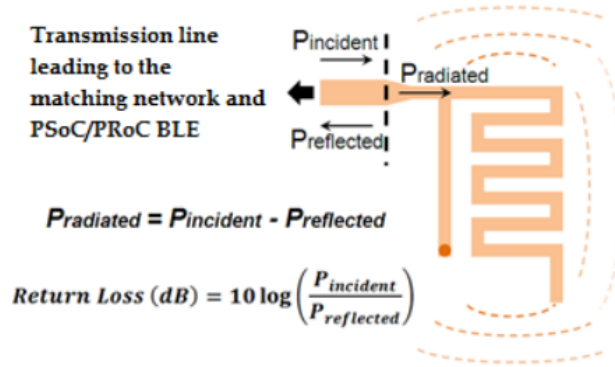 Transmission line
leading to the
matching network and
PSoC/PRoC BLE
Pincident
Pradiated
Preflected
Pradiated = Pincident - Preflected
Return Loss (dB) = 10 log(Pincident/Preflected)